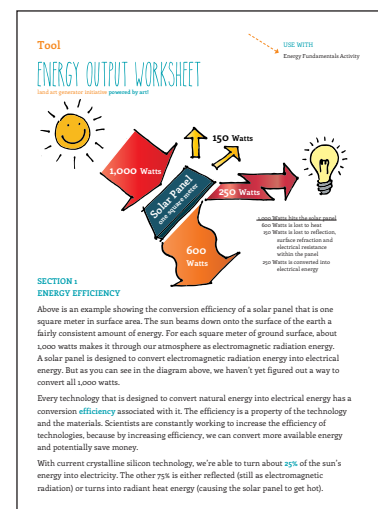 Tool
USE WITH
Energy Fundamentals Activity
ENERGY OUTPUT WORKSHEET
land art generator initiative powered by art!
150 Watts
1,000 Watts
Solar Panel
one square meter
250 Watts
600
Watts
1,000 Watts hits the solar panel
600 Watts is lost to heat
150 Watts is lost to reflection,
surface refraction and
electrical resistance
within the panel
250 Watts is converted into
electrical energy
SECTION 1
ENERGY EFFICIENCY
Above is an example showing the conversion efficiency of a solar panel that is one
square meter in surface area. The sun beams down onto the surface of the earth a
fairly consistent amount of energy. For each square meter of ground surface, about
1,000 watts makes it through our atmosphere as electromagnetic radiation energy.
A solar panel is designed to convert electromagnetic radiation energy into electrical
energy. But as you can see in the diagram above, we haven't yet figured out a way to
convert all 1,000 watts.
Every technology that is designed to convert natural energy into electrical energy has a
conversion efficiency associated with it. The efficiency is a property of the technology
and the materials. Scientists are constantly working to increase the efficiency of
technologies, because by increasing efficiency, we can convert more available energy
and potentially save money.
With current crystalline silicon technology, we're able to turn about 25% of the sun's
energy into electricity. The other 75% is either reflected (still as electromagnetic
radiation) or turns into radiant heat energy (causing the solar panel to get hot).